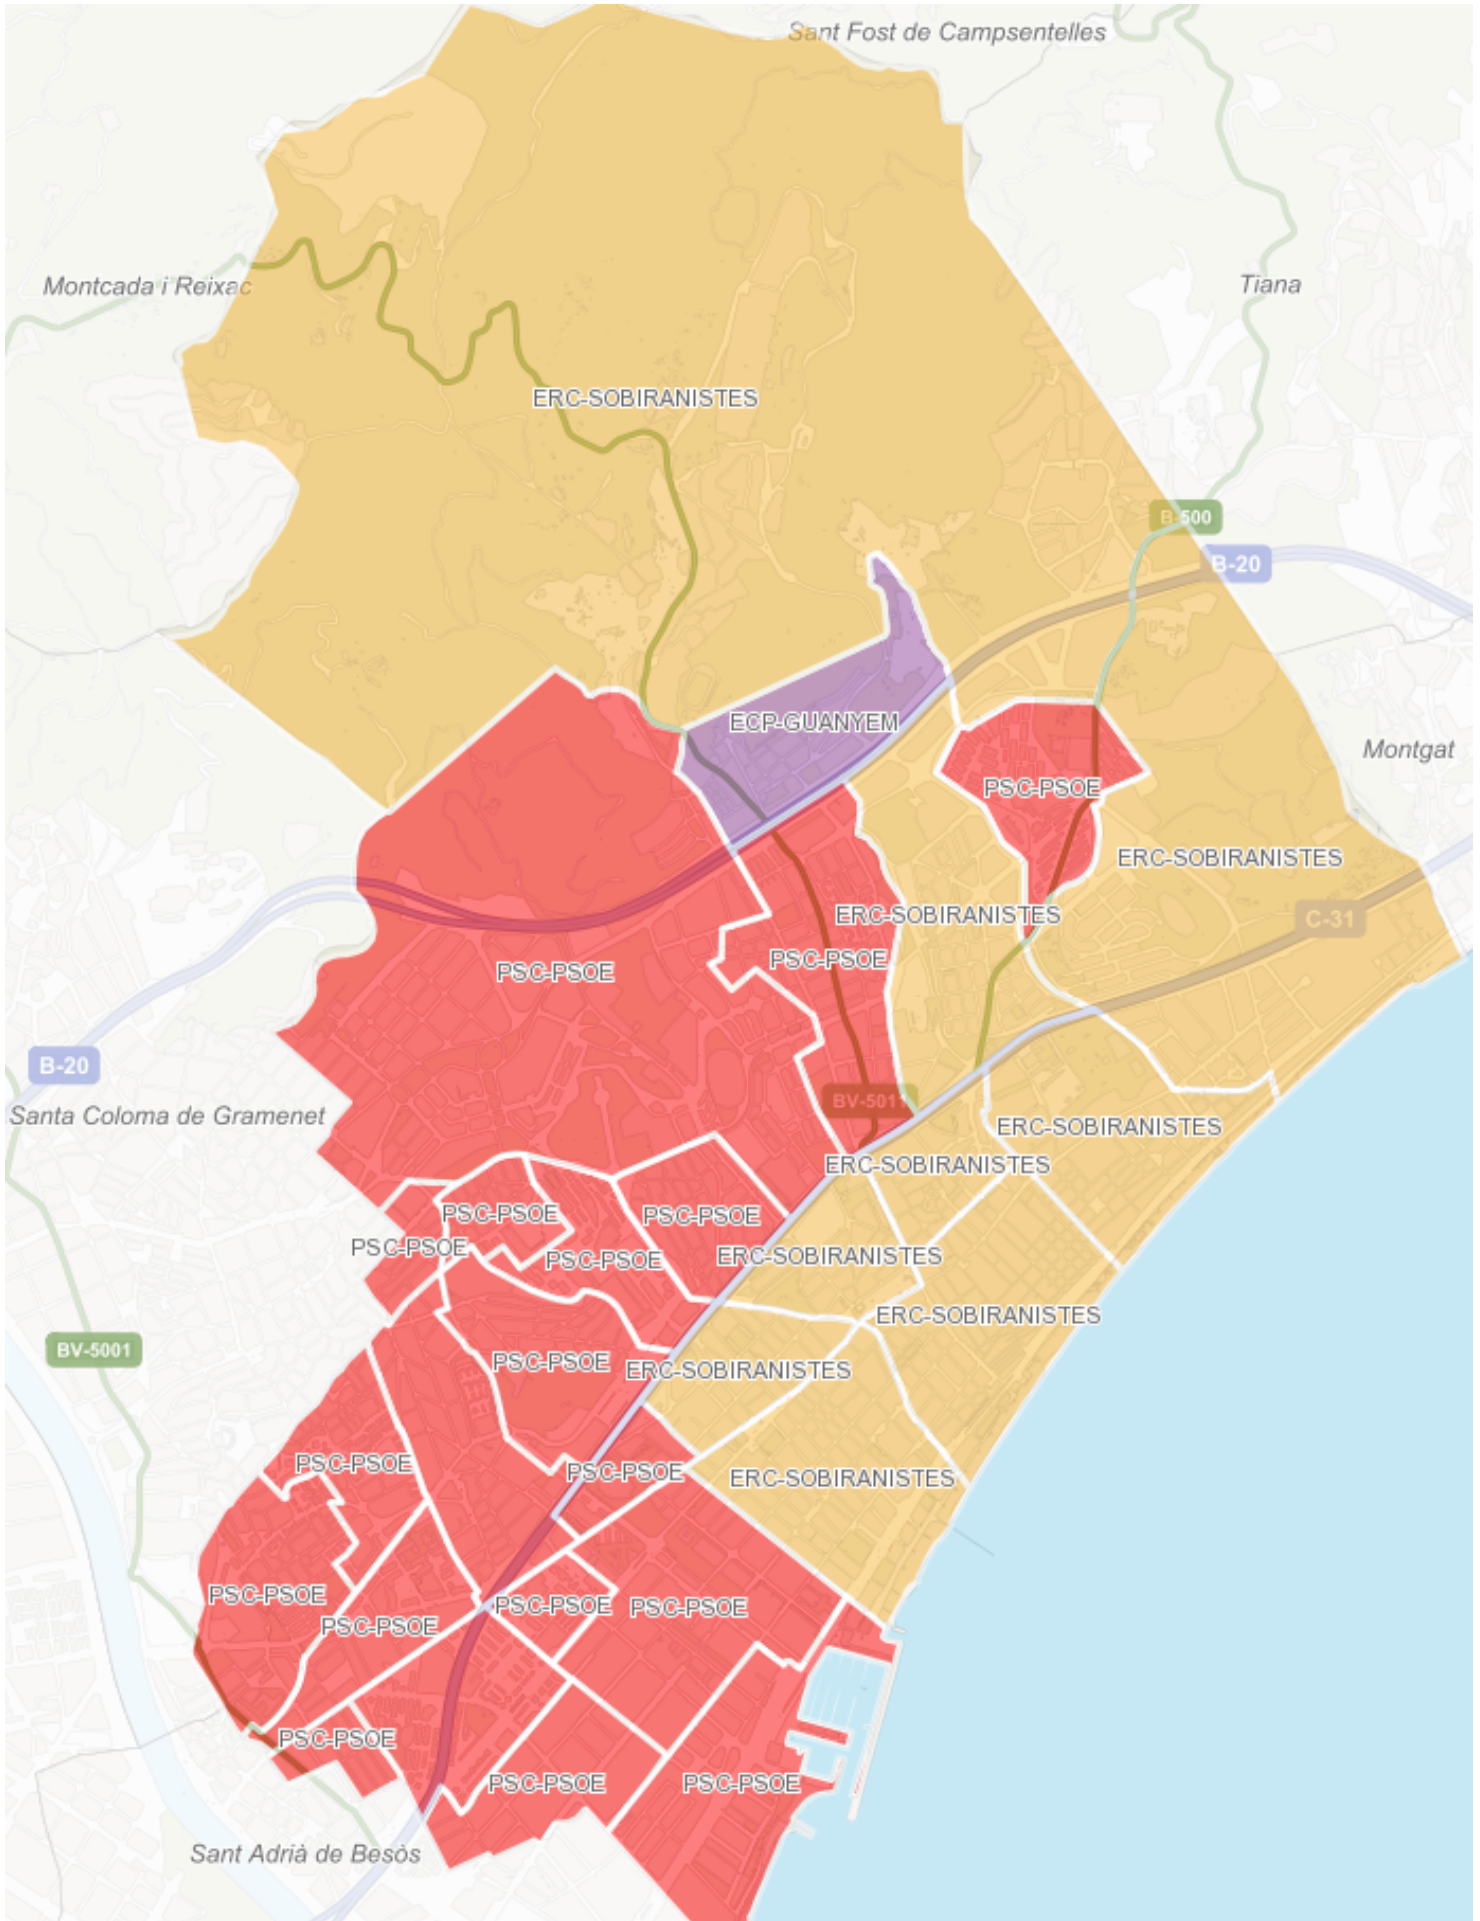 Sant Fost de Campsentelles
Montcada i Reixac
Tiana
ERC-SOBIRANISTES
B-500
B-20
ECP-GUANYEM
Montgat
PSC-PSOE
ERC-SOBIRANISTES
ERC-SOBIRANISTES
C-31
PSC-PSOE
PSC-PSOE
B-20
BV-5011
Santa Coloma de Gramenet
ERC-SOBIRANISTES
ERC-SOBIRANISTES
PSC-PSOE
PSC-PSOE
PSC-PSOE
PSC-PSOE
ERC-SOBIRANISTES
ERC-SOBIRANISTES
BV-5001
PSC-PSOE
ERC-SOBIRANISTES
PSC-PSOE
PSC-PSOE
ERC-SOBIRANISTES
PSC-PSOE
PSC-PSOE
PSC-PSOE
PSC-PSOE
PSC-PSOE
PSC-PSOE
PSC-PSOE
Sant Adrià de Besòs